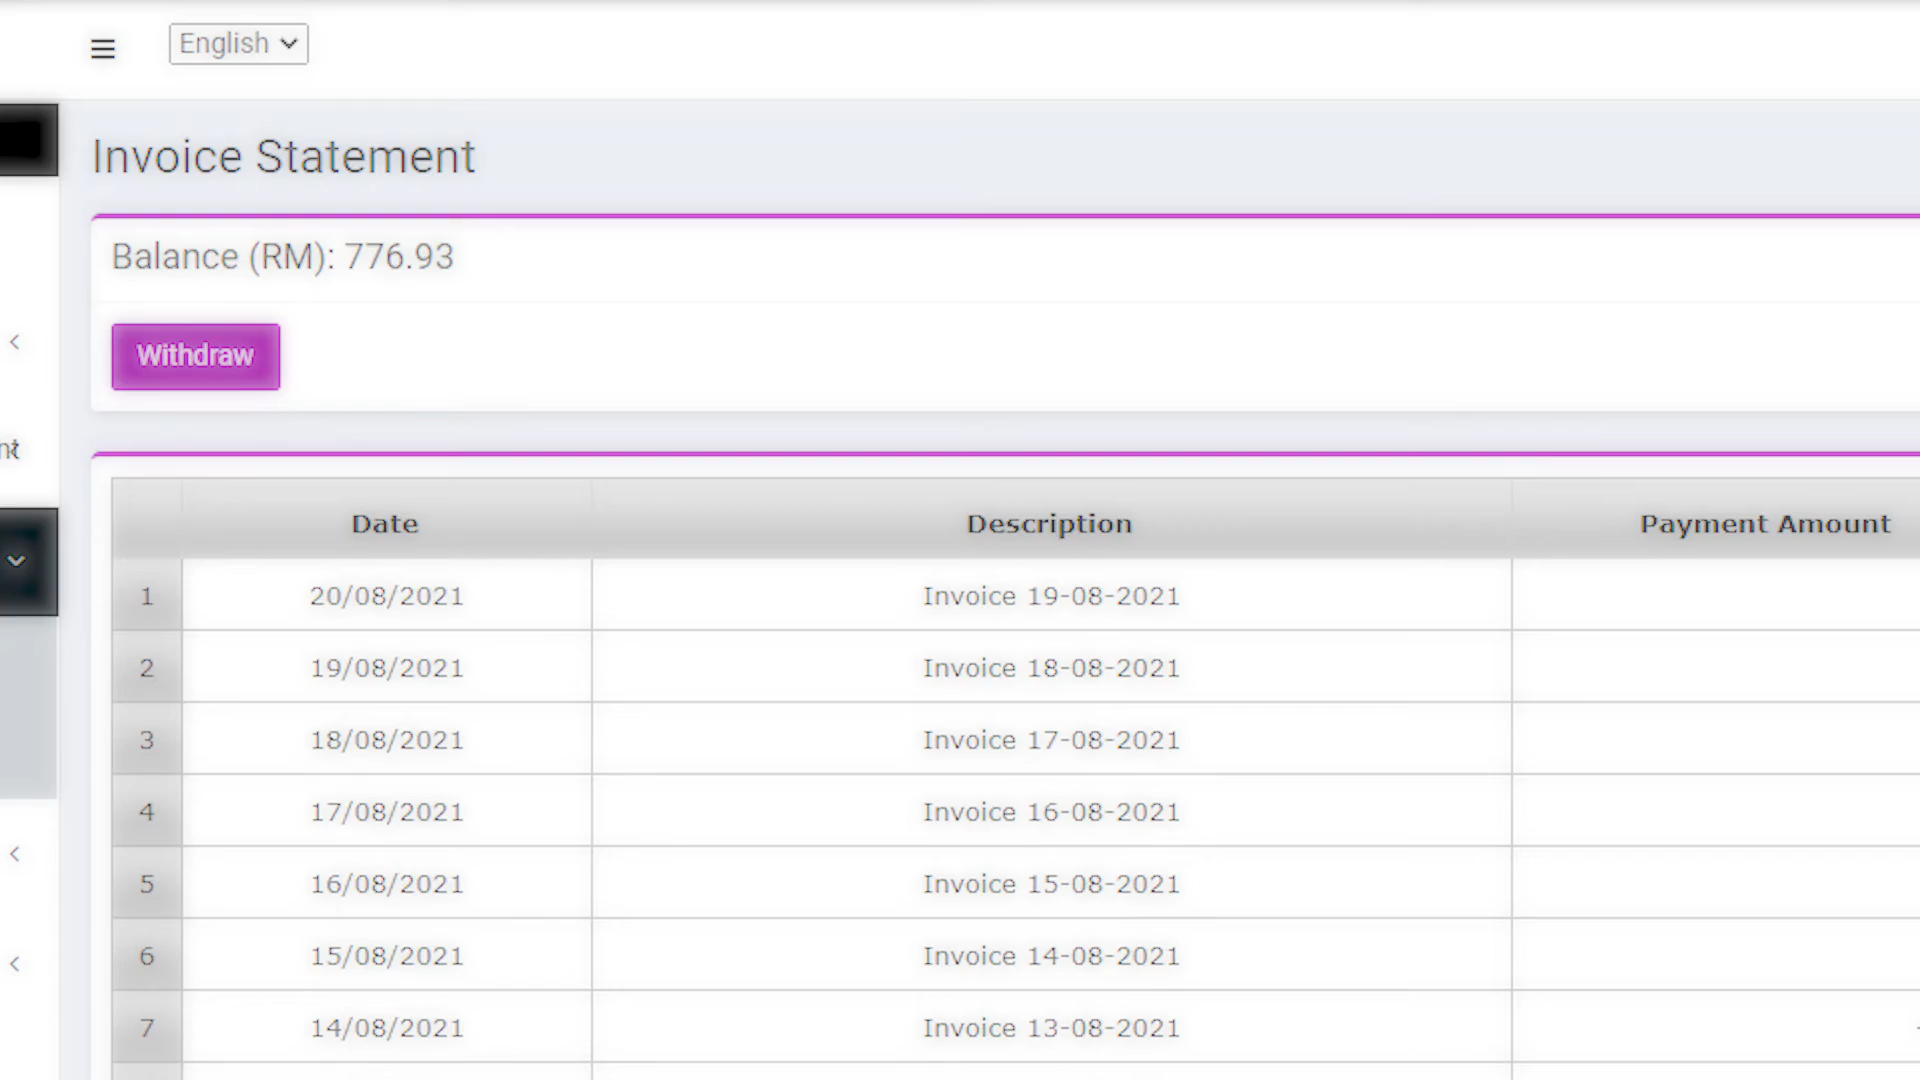 English
Invoice Statement
Balance (RM): 776.93
Withdraw
nt
Date Description Payment Amount
1 20/08/2021 Invoice 19-08-2021
2 19/08/2021 Invoice 18-08-2021
3 18/08/2021 Invoice 17-08-2021
4 17/08/2021 Invoice 16-08-2021
5 16/08/2021 Invoice 15-08-2021
6 15/08/2021 Invoice 14-08-2021
7 14/08/2021 Invoice 13-08-2021